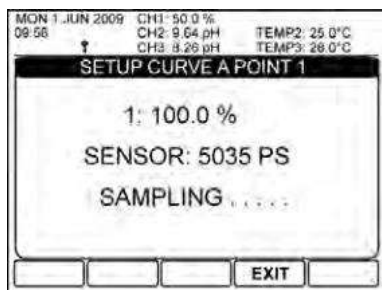 MON 1 JUN 2009 CH1: 50.0 %
09:56 CH2: 9.64 pH TEMP2: 25.0°C
CH3: 8.26 pH TEMP3: 28.0°C
SETUP CURVE A POINT 1
1: 100.0 %
SENSOR: 5035 PS
SAMPLING . . . . .
EXIT